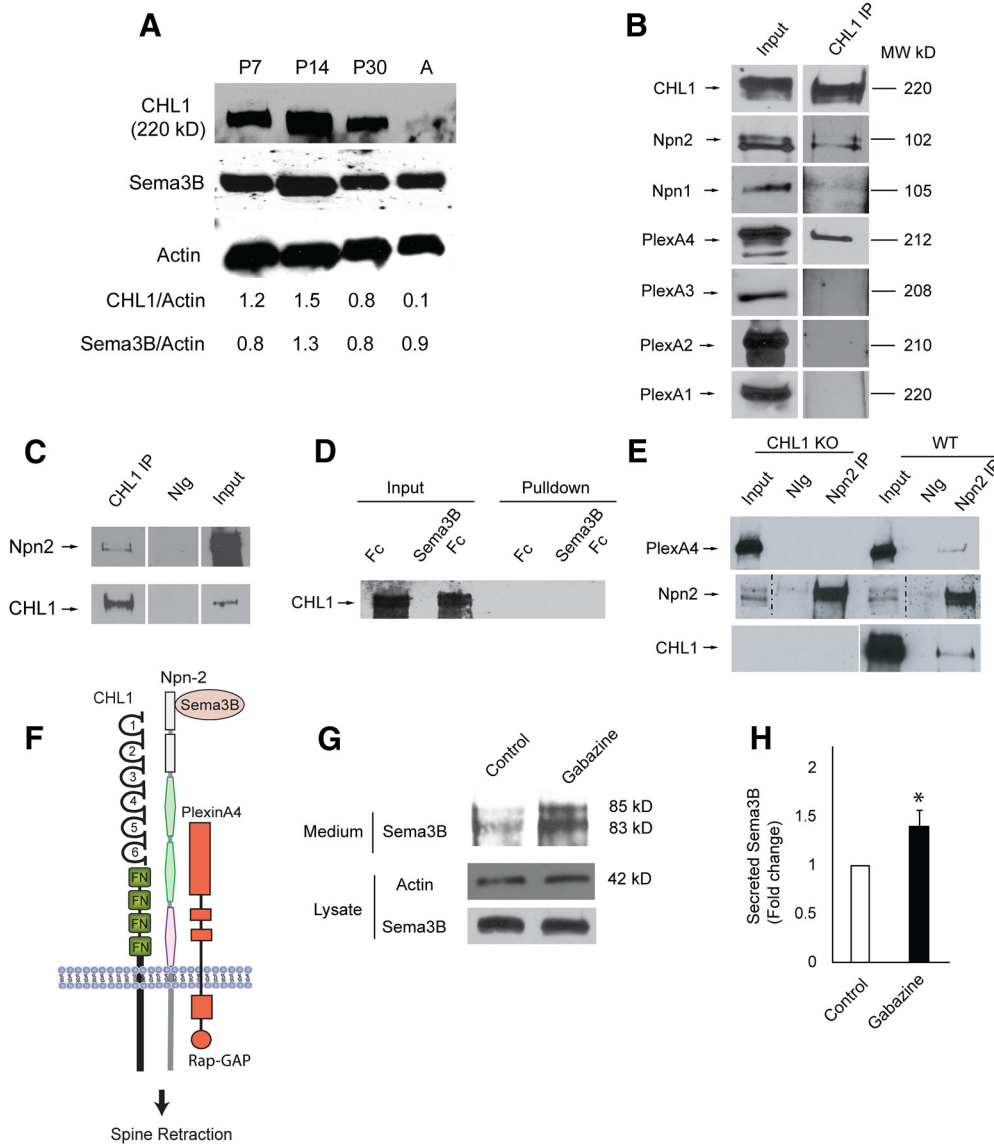 A
P7 P14 P30 A
CHL1
(220 kD)
Sema3B
Actin
CHL1/Actin 1.2 1.5 0.8 0.1
Sema3B/Actin 0.8 1.3 0.8 0.9
B
Input CHL1 IP MW kD
CHL1 220
Npn2 102
Npn1 105
PlexA4 212
PlexA3 208
PlexA2 210
PlexA1 220
C
CHL1 IP NIg Input
Npn2
CHL1
D
Input Pulldown
Fc Sema3B Fc Fc Sema3B Fc
CHL1
E
CHL1 KO WT
Input NIg Npn2 IP Input NIg Npn2 IP
PlexA4
Npn2
CHL1
F
Npn-2
CHL1
Sema3B
1
2
3
4
5
6
PlexinA4
FN
FN
FN
FN
Rap-GAP
Spine Retraction
G
Control Gabazine
Medium Sema3B 85 kD
83 kD
Lysate Actin 42 kD
Sema3B
H
Secreted Sema3B
(Fold change)
2
1.5
1
0.5
0
*
Control Gabazine